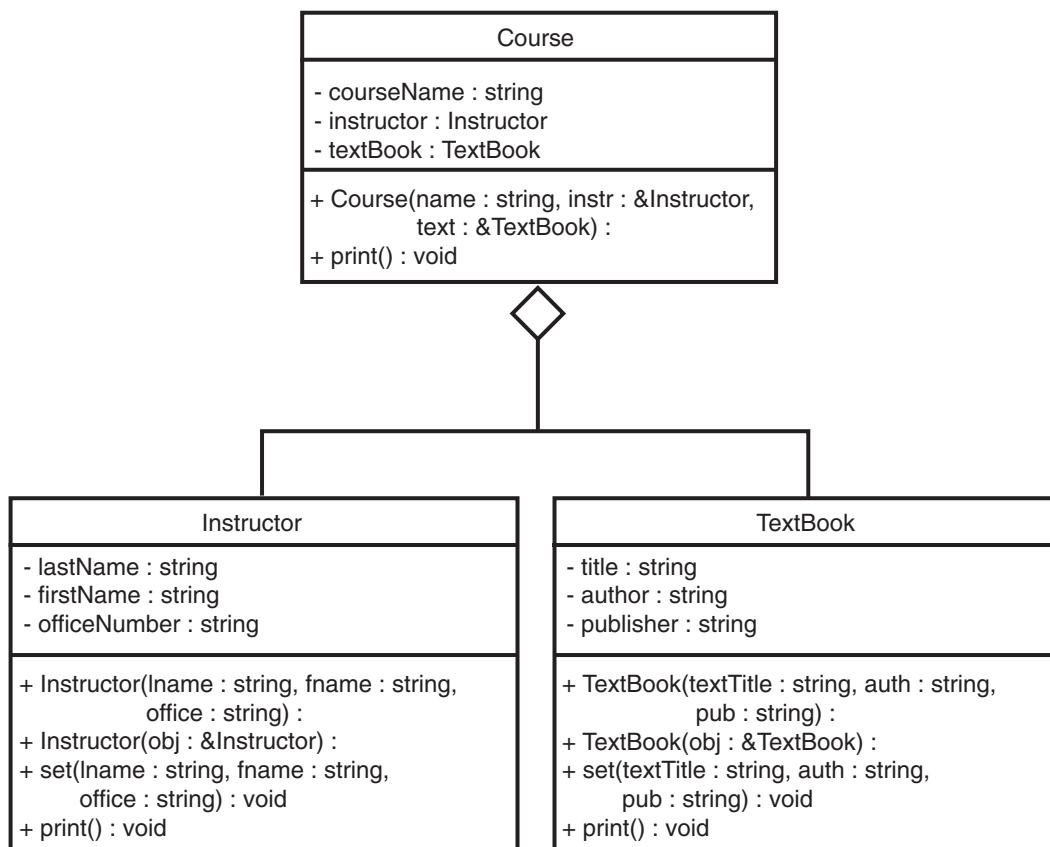 Course
- courseName : string
- instructor : Instructor
- textBook : TextBook
+ Course(name : string, instr : &Instructor,
text : &TextBook) :
+ print() : void
Instructor
- lastName : string
- firstName : string
- officeNumber : string
+ Instructor(lname : string, fname : string,
office : string) :
+ Instructor(obj : &Instructor) :
+ set(lname : string, fname : string,
office : string) : void
+ print() : void
TextBook
- title : string
- author : string
- publisher : string
+ TextBook(textTitle : string, auth : string,
pub : string) :
+ TextBook(obj : &TextBook) :
+ set(textTitle : string, auth : string,
pub : string) : void
+ print() : void